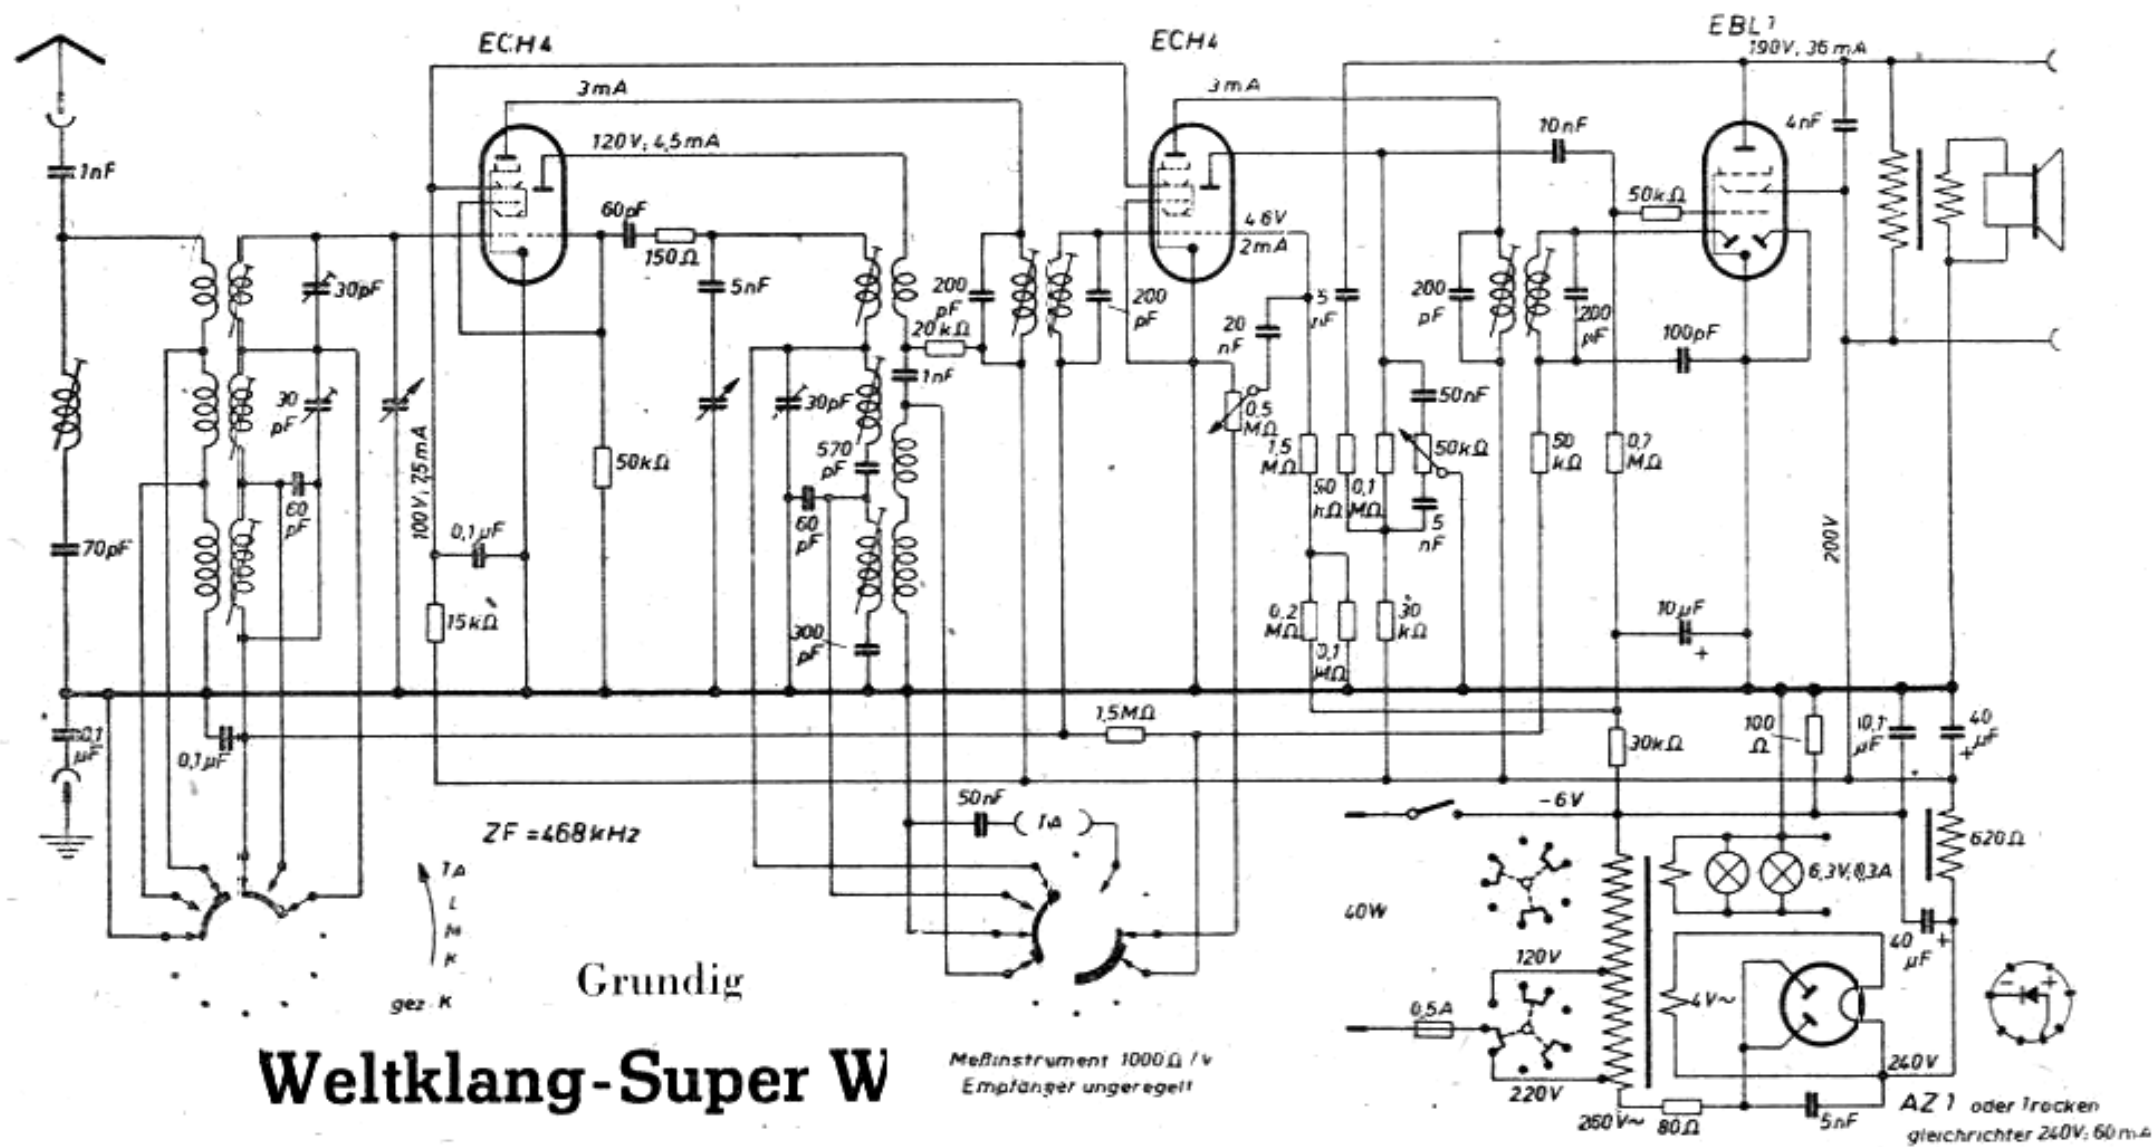 ECH4
ECH4
EBL1
190V, 36mA
3mA
3mA
120V; 4,5mA
10nF
4nF
1nF
60pF
50kΩ
150Ω
4 6V
2mA
30pF
5nF
200
pF
200
pF
5
nF
200
pF
200
pF
20kΩ
20
nF
100pF
1nF
30
pF
30pF
0,5
MΩ
50nF
100V; 7,5mA
570
pF
50kΩ
1,5
MΩ
50
kΩ
0,1
MΩ
50kΩ
50
kΩ
0,7
MΩ
60
pF
60
pF
5
nF
70pF
0,1µF
200V
15kΩ
300
pF
0,2
MΩ
0,1
MΩ
30
kΩ
10µF
+
1,5MΩ
0,1
µF
0,1µF
30kΩ
100
Ω
0,1
µF
40
µF
+
50nF
TA
-6V
ZF = 468kHz
620Ω
TA
L
M
K
gez. K
6,3V; 0,3A
40W
40
µF
+
120V
Grundig
0,5A
4V~
- +
Weltklang-Super W
Meßinstrument 1000Ω/V
Empfänger ungeregelt
220V
240V
260V~
80Ω
5nF
AZ1 oder Trocken
gleichrichter 240V; 60mA